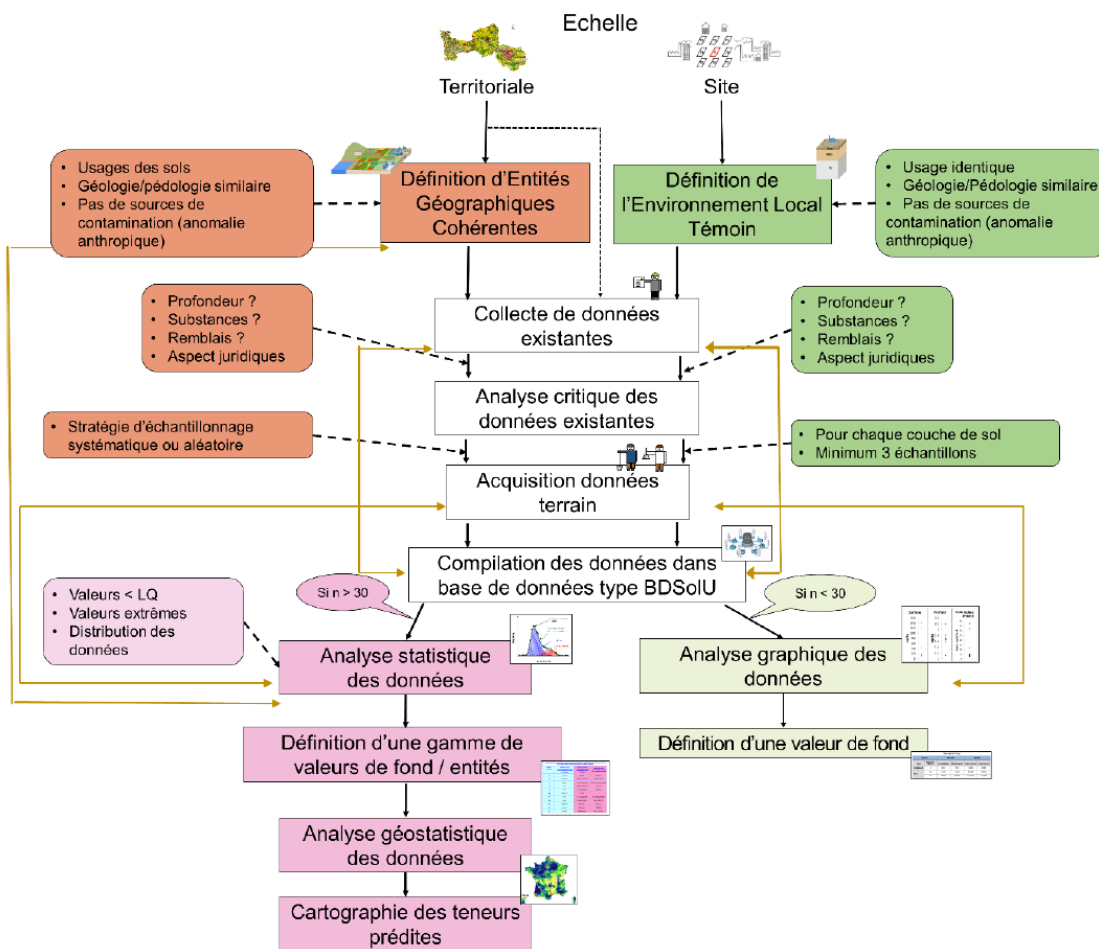 Echelle
Territoriale
Site
• Usages des sols
• Géologie/pédologie similaire
• Pas de sources de
contamination (anomalie
anthropique)
Définition d'Entités
Géographiques
Cohérentes
Définition de
l'Environnement Local
Témoin
• Usage identique
• Géologie/Pédologie similaire
• Pas de sources de
contamination (anomalie
anthropique)
• Profondeur ?
• Substances ?
• Remblais ?
• Aspect juridiques
Collecte de données
existantes
• Profondeur ?
• Substances ?
• Remblais ?
• Aspect juridiques
Analyse critique des
données existantes
• Stratégie d'échantillonnage
systématique ou aléatoire
• Pour chaque couche de sol
• Minimum 3 échantillons
Acquisition données
terrain
Compilation des données dans
base de données type BDSolU
Si n > 30
Si n < 30
• Valeurs < LQ
• Valeurs extrêmes
• Distribution des
données
Analyse statistique
des données
Analyse graphique des
données
Définition d'une gamme de
valeurs de fond / entités
Définition d'une valeur de fond
Analyse géostatistique
des données
Cartographie des teneurs
prédites